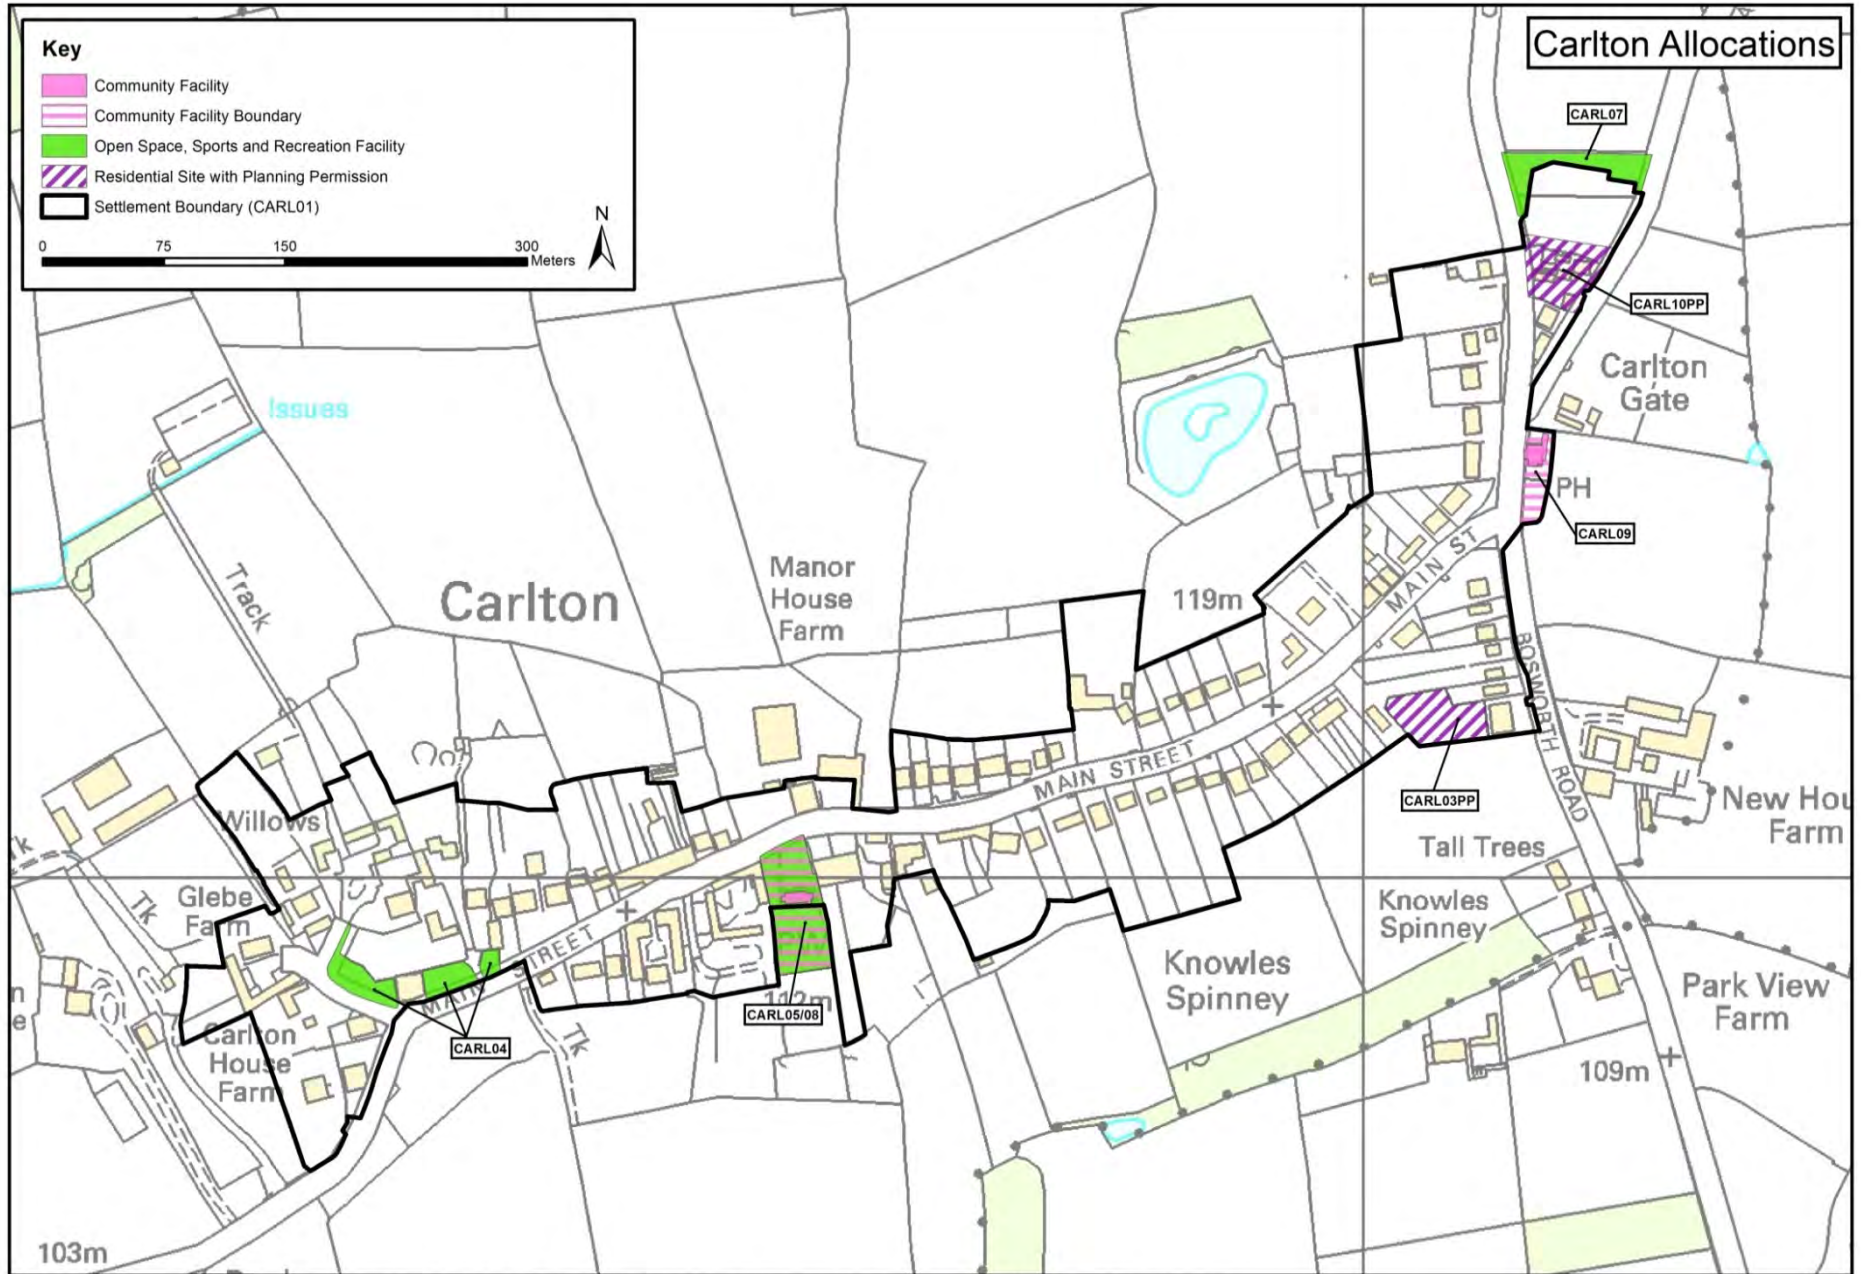 Key
Community Facility
Community Facility Boundary
Open Space, Sports and Recreation Facility
Residential Site with Planning Permission
Settlement Boundary (CARL01)
N
0 75 150 300
Meters
Carlton Allocations
CARL07
CARL10PP
Carlton
Gate
PH
CARL09
Issues
Track
Carlton
Manor
House
Farm
119m
MAIN ST
BOSWORTH ROAD
MAIN STREET
CARL03PP
New Hou
Farm
Tall Trees
Willows
Tk
Glebe
Farm
Knowles
Spinney
Knowles
Spinney
Park View
Farm
MAIN STREET
112m
CARL05/08
CARL04
Tk
Carlton
House
Farm
109m
103m